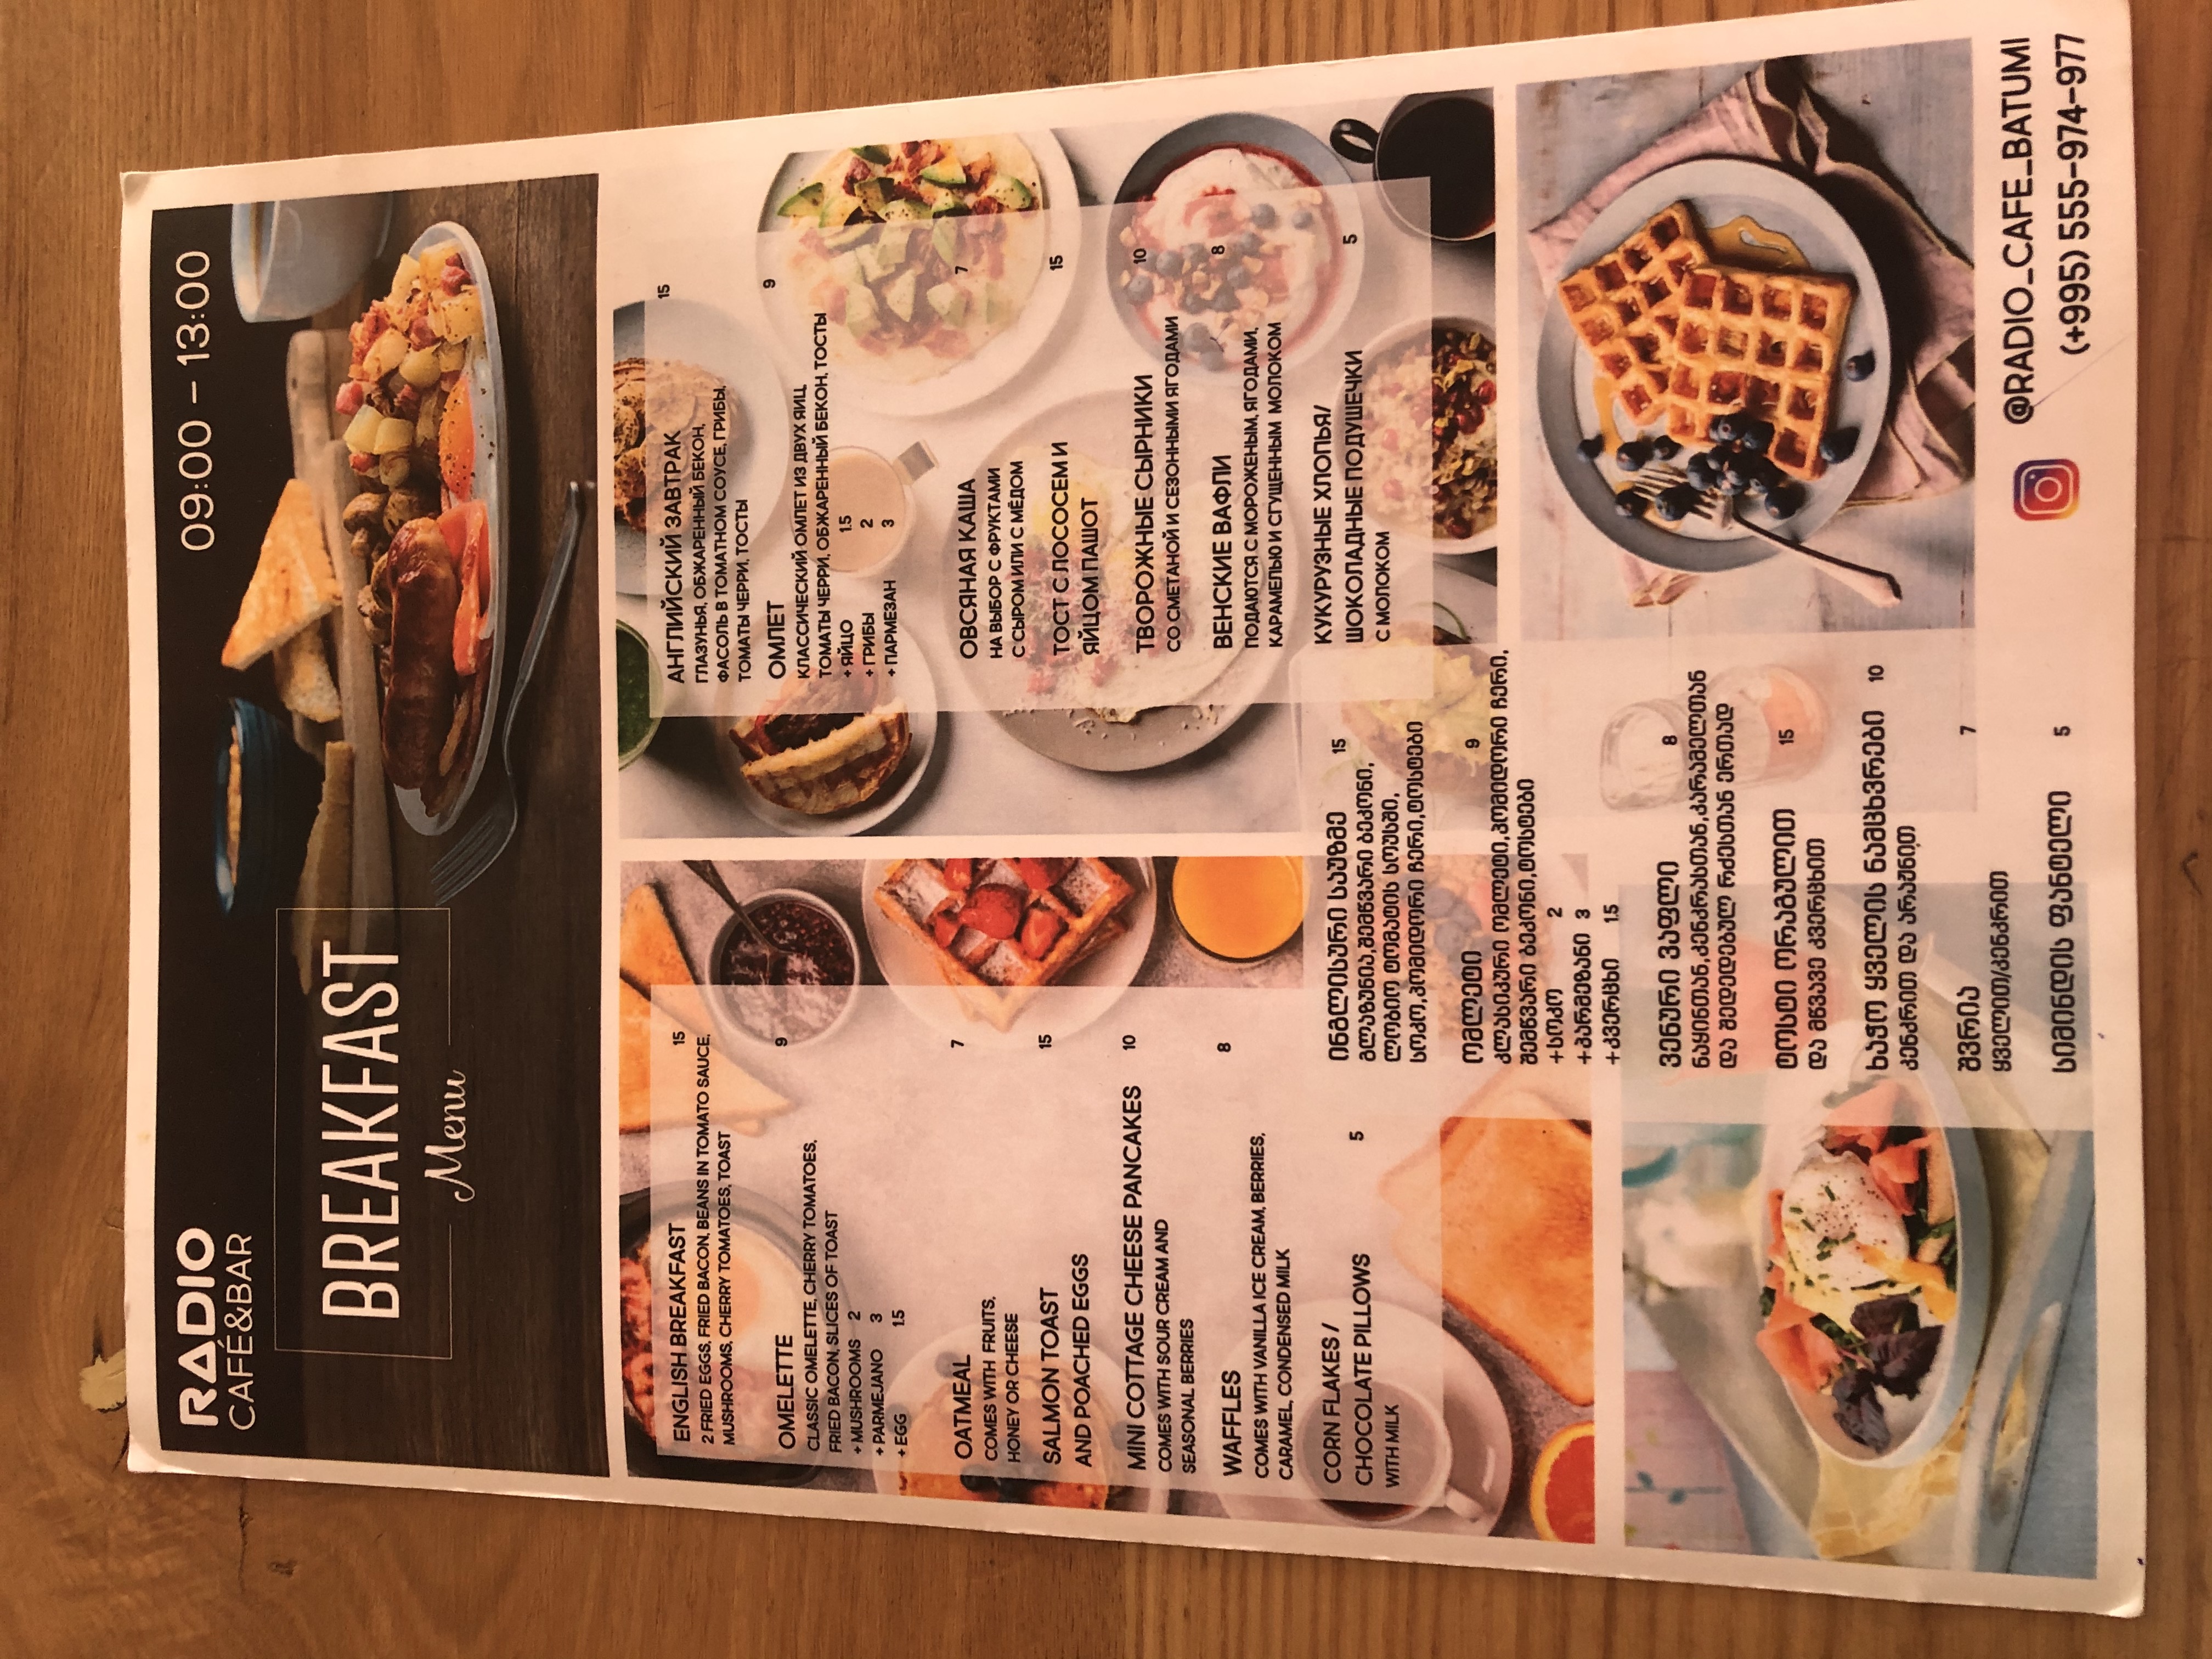 RADIO
CAFÉ&BAR
09:00 – 13:00
BREAKFAST
Menu
ENGLISH BREAKFAST 15
2 FRIED EGGS, FRIED BACON, BEANS IN TOMATO SAUCE,
MUSHROOMS, CHERRY TOMATOES, TOAST
OMELETTE 9
CLASSIC OMELETTE, CHERRY TOMATOES,
FRIED BACON, SLICES OF TOAST
+ MUSHROOMS 2
+ PARMEJANO 3
+ EGG 1.5
OATMEAL 7
COMES WITH FRUITS,
HONEY OR CHEESE
SALMON TOAST 15
AND POACHED EGGS
MINI COTTAGE CHEESE PANCAKES 10
COMES WITH SOUR CREAM AND
SEASONAL BERRIES
WAFFLES 8
COMES WITH VANILLA ICE CREAM, BERRIES,
CARAMEL, CONDENSED MILK
CORN FLAKES /
CHOCOLATE PILLOWS 5
WITH MILK
АНГЛИЙСКИЙ ЗАВТРАК 15
ГЛАЗУНЬЯ, ОБЖАРЕННЫЙ БЕКОН,
ФАСОЛЬ В ТОМАТНОМ СОУСЕ, ГРИБЫ,
ТОМАТЫ ЧЕРРИ, ТОСТЫ
ОМЛЕТ 9
КЛАССИЧЕСКИЙ ОМЛЕТ ИЗ ДВУХ ЯИЦ,
ТОМАТЫ ЧЕРРИ, ОБЖАРЕННЫЙ БЕКОН, ТОСТЫ
+ ЯЙЦО 1.5
+ ГРИБЫ 2
+ ПАРМЕЗАН 3
ОВСЯНАЯ КАША 7
НА ВЫБОР С ФРУКТАМИ
С СЫРОМ ИЛИ С МЁДОМ
ТОСТ С ЛОСОСЕМ И 15
ЯЙЦОМ ПАШОТ
ТВОРОЖНЫЕ СЫРНИКИ 10
СО СМЕТАНОЙ И СЕЗОННЫМИ ЯГОДАМИ
ВЕНСКИЕ ВАФЛИ 8
ПОДАЮТСЯ С МОРОЖЕНЫМ, ЯГОДАМИ,
КАРАМЕЛЬЮ И СГУЩЕННЫМ МОЛОКОМ
КУКУРУЗНЫЕ ХЛОПЬЯ/
ШОКОЛАДНЫЕ ПОДУШЕЧКИ 5
С МОЛОКОМ
ინგლისური საუზმე 15
გლაზუნია,შემწვარი ბეკონი,
ლობიო ტომატის სოუსში,
სოკო,პომიდორი ჩერი,ტოსტები
ომლეტი 9
კლასიკური ომლეტი,პომიდორი ჩერი,
შემწვარი ბეკონი,ტოსტები
+სოკო 2
+პარმეზანი 3
+კვერცხი 1.5
ვენური ვაფლი 8
ნაყინთან,კენკრასთან,კარამელთან
და შედედებულ რძესთან ერთად
ტოსტი ორაგულით 15
და მწვავე კვერცხით
ხაჭო ყველის ნამცხვრები 10
კენკრით და არაჟნით
შვრია 7
ყველით/კენკრით
სიმინდის ფანტელი 5
@RADIO_CAFE_BATUMI
(+995) 555-974-977